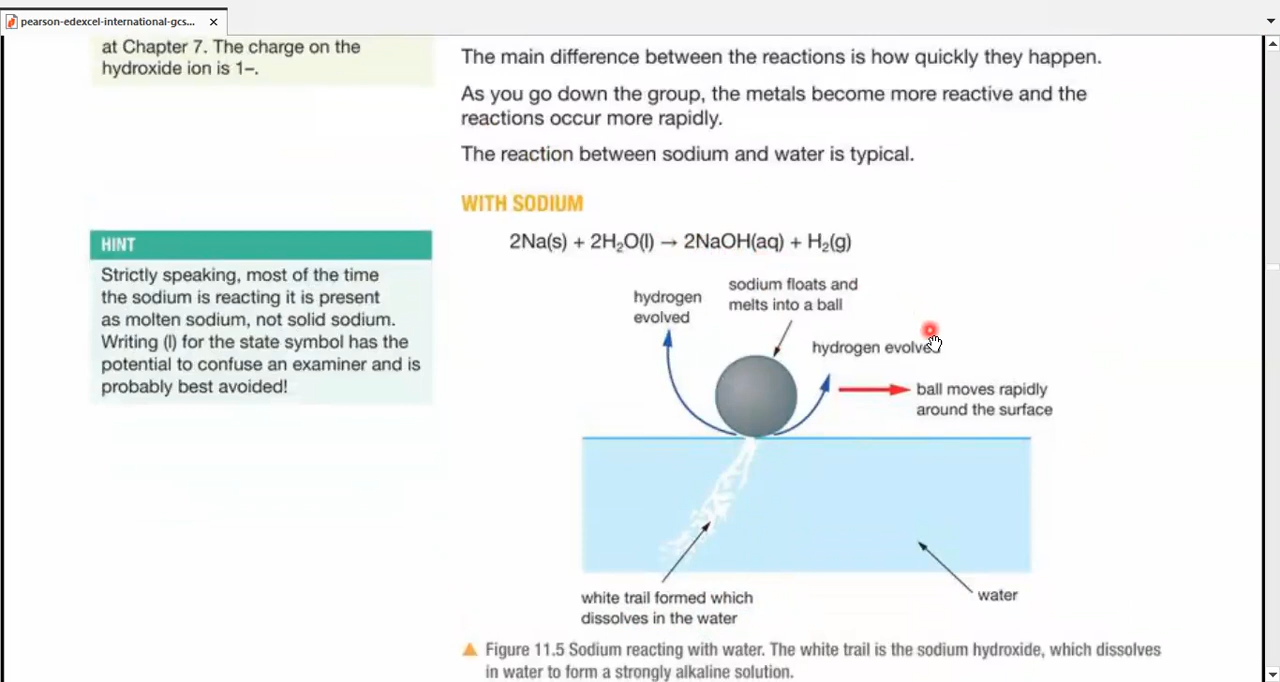 pearson-edexcel-international-gcs...
at Chapter 7. The charge on the
hydroxide ion is 1–.
HINT
Strictly speaking, most of the time
the sodium is reacting it is present
as molten sodium, not solid sodium.
Writing (l) for the state symbol has the
potential to confuse an examiner and is
probably best avoided!
The main difference between the reactions is how quickly they happen.
As you go down the group, the metals become more reactive and the
reactions occur more rapidly.
The reaction between sodium and water is typical.
WITH SODIUM
2Na(s) + 2H₂O(l) → 2NaOH(aq) + H₂(g)
sodium floats and
melts into a ball
hydrogen
evolved
hydrogen evolved
ball moves rapidly
around the surface
white trail formed which
dissolves in the water
water
Figure 11.5 Sodium reacting with water. The white trail is the sodium hydroxide, which dissolves
in water to form a strongly alkaline solution.